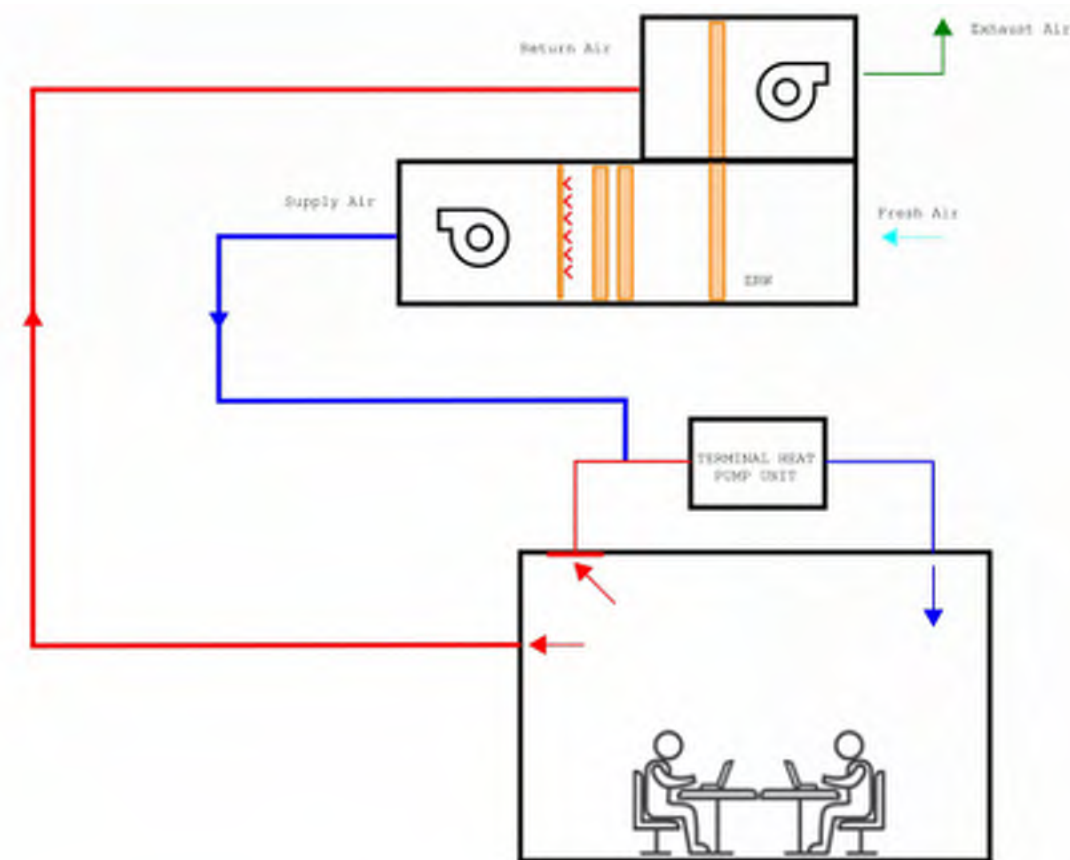 Return Air
Exhaust Air
Supply Air
Fresh Air
ERW
TERMINAL HEAT
PUMP UNIT